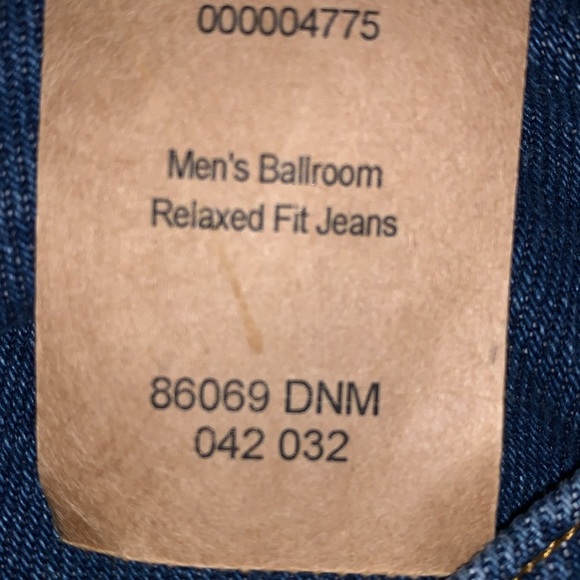 000004775
Men's Ballroom
Relaxed Fit Jeans
86069 DNM
042 032